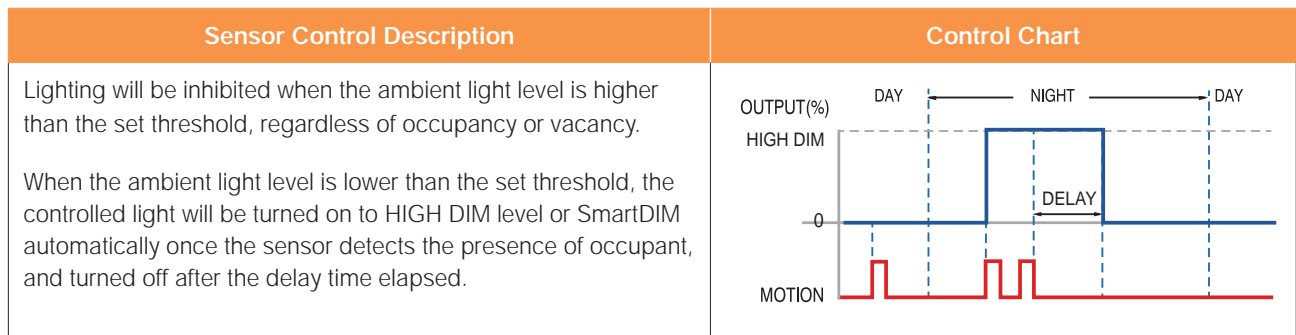 Sensor Control Description
Control Chart
Lighting will be inhibited when the ambient light level is higher
than the set threshold, regardless of occupancy or vacancy.
When the ambient light level is lower than the set threshold, the
controlled light will be turned on to HIGH DIM level or SmartDIM
automatically once the sensor detects the presence of occupant,
and turned off after the delay time elapsed.
DAY NIGHT DAY
OUTPUT(%)
HIGH DIM
DELAY
0
MOTION